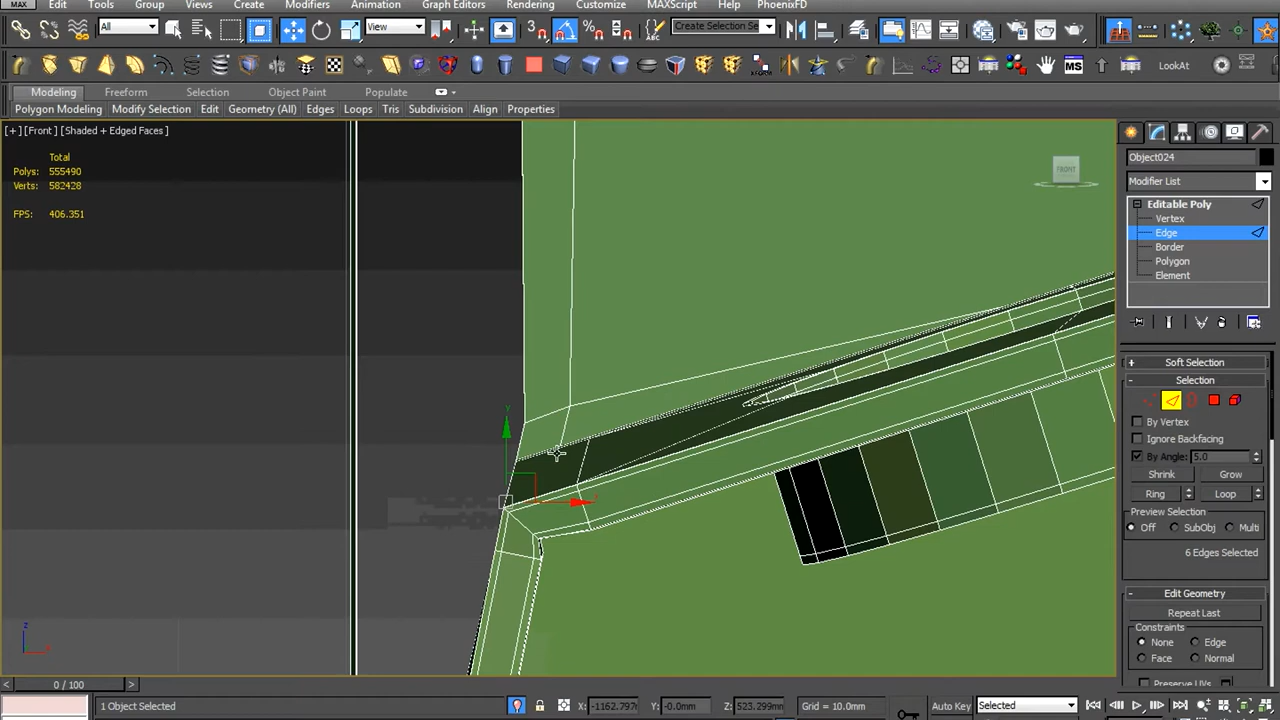 MAX Edit Tools Group Views Create Modifiers Animation Graph Editors Rendering Customize MAXScript Help PhoenixFD
All View 3 Create Selection Se
MS LookAt
Modeling Freeform Selection Object Paint Populate
Polygon Modeling Modify Selection Edit Geometry (All) Edges Loops Tris Subdivision Align Properties
[+] [Front] [Shaded + Edged Faces]
Total
Polys: 555490
Verts: 582428
FPS: 406.351
FRONT
Object024
Modifier List
Editable Poly
Vertex
Edge
Border
Polygon
Element
Soft Selection
Selection
By Vertex
Ignore Backfacing
By Angle: 5.0
Shrink Grow
Ring Loop
Preview Selection
Off SubObj Multi
6 Edges Selected
Edit Geometry
Repeat Last
Constraints
None Edge
Face Normal
Preserve UVs
0 / 100
1 Object Selected X: -1162.797 Y: -0.0mm Z: 523.299mm Grid = 10.0mm Auto Key Selected